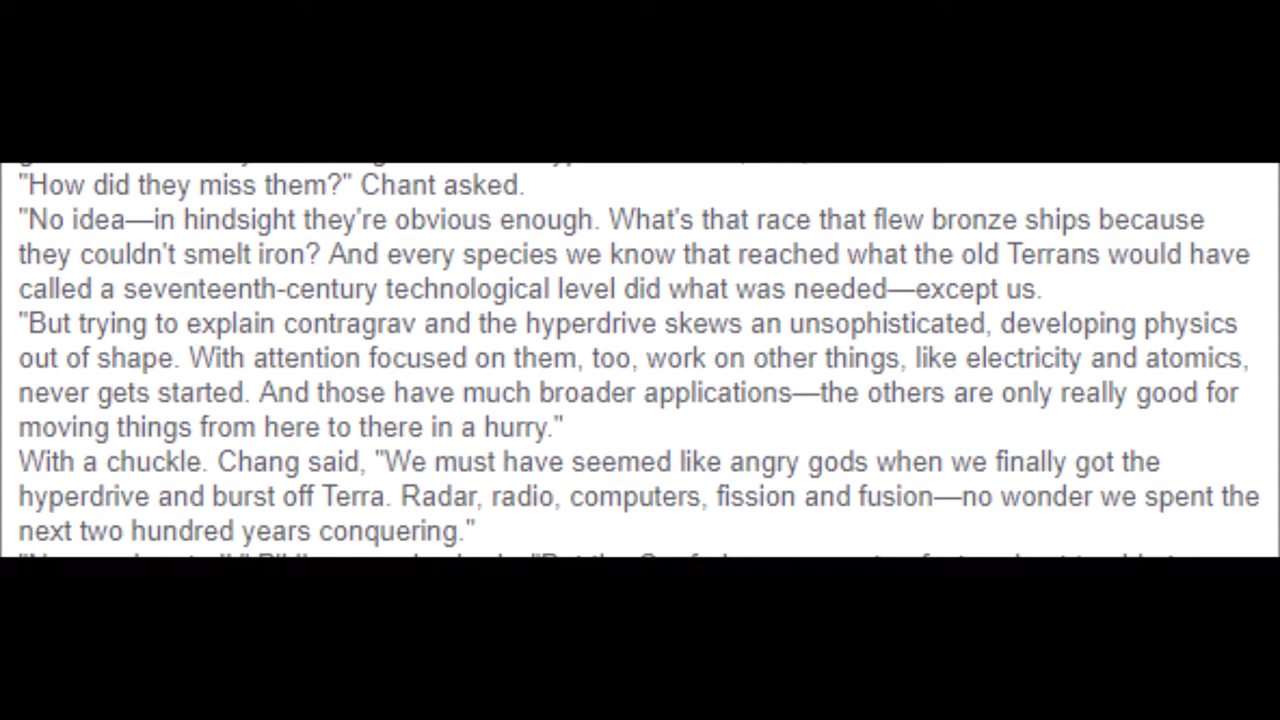 "How did they miss them?" Chant asked.
"No idea—in hindsight they're obvious enough. What's that race that flew bronze ships because
they couldn't smelt iron? And every species we know that reached what the old Terrans would have
called a seventeenth-century technological level did what was needed—except us.
"But trying to explain contragrav and the hyperdrive skews an unsophisticated, developing physics
out of shape. With attention focused on them, too, work on other things, like electricity and atomics,
never gets started. And those have much broader applications—the others are only really good for
moving things from here to there in a hurry."
With a chuckle. Chang said, "We must have seemed like angry gods when we finally got the
hyperdrive and burst off Terra. Radar, radio, computers, fission and fusion—no wonder we spent the
next two hundred years conquering."